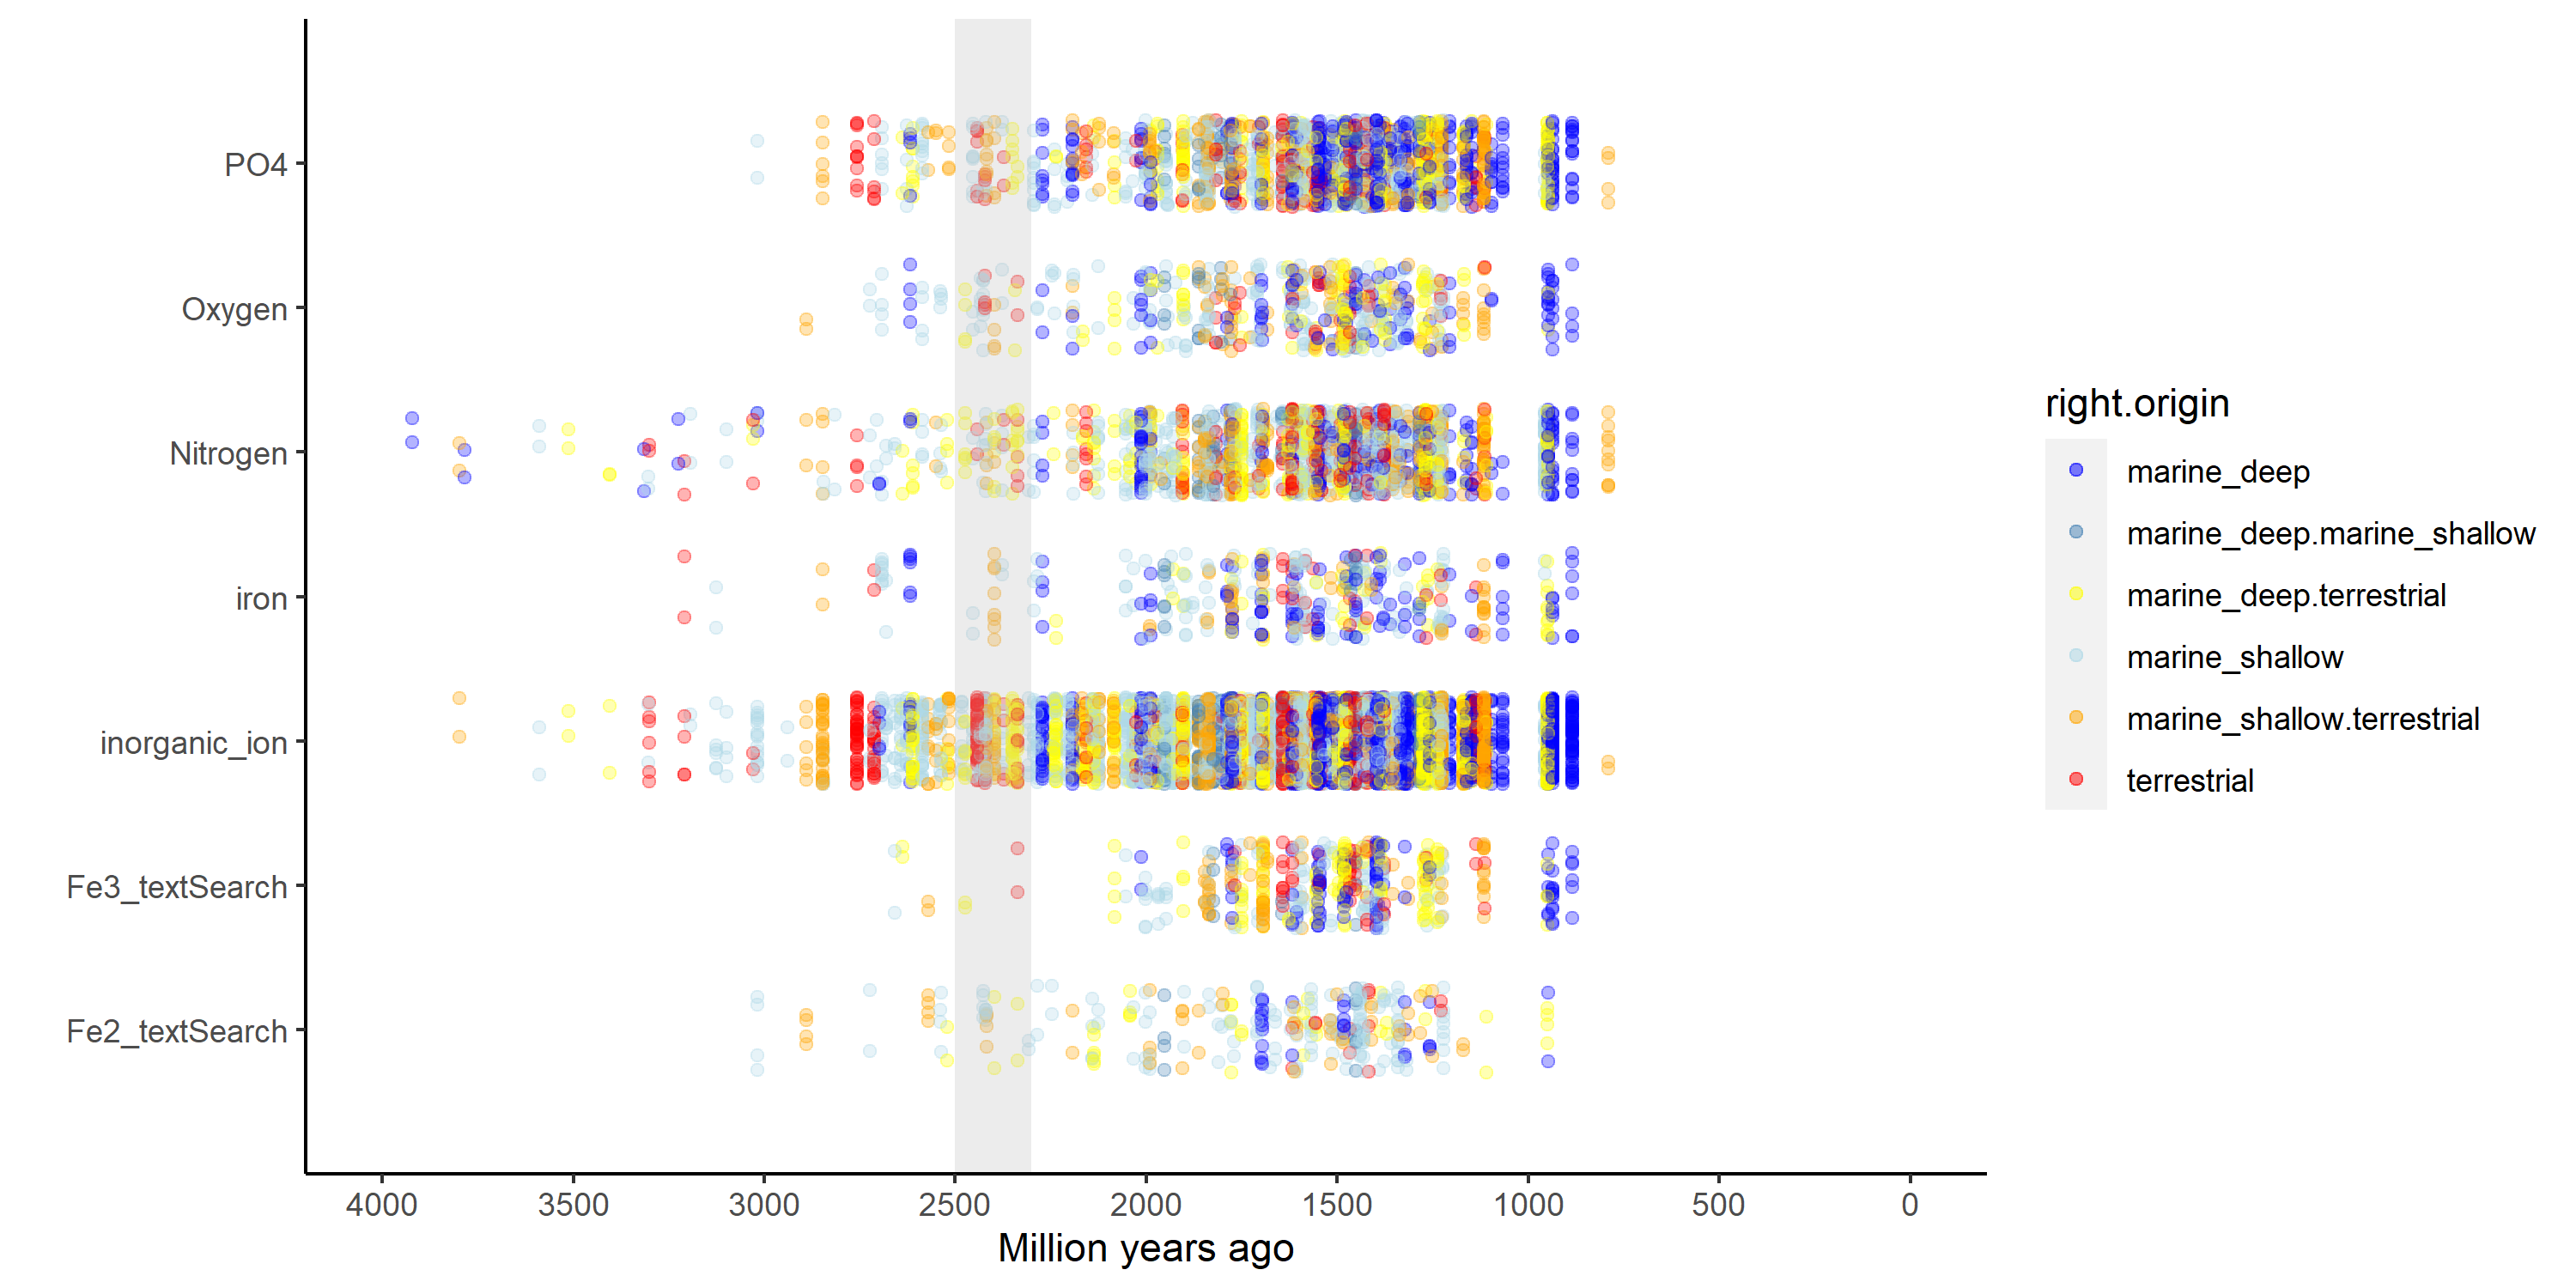 PO4
Oxygen
Nitrogen
iron
inorganic_ion
Fe3_textSearch
Fe2_textSearch
4000 3500 3000 2500 2000 1500 1000 500 0
Million years ago
right.origin
marine_deep
marine_deep.marine_shallow
marine_deep.terrestrial
marine_shallow
marine_shallow.terrestrial
terrestrial